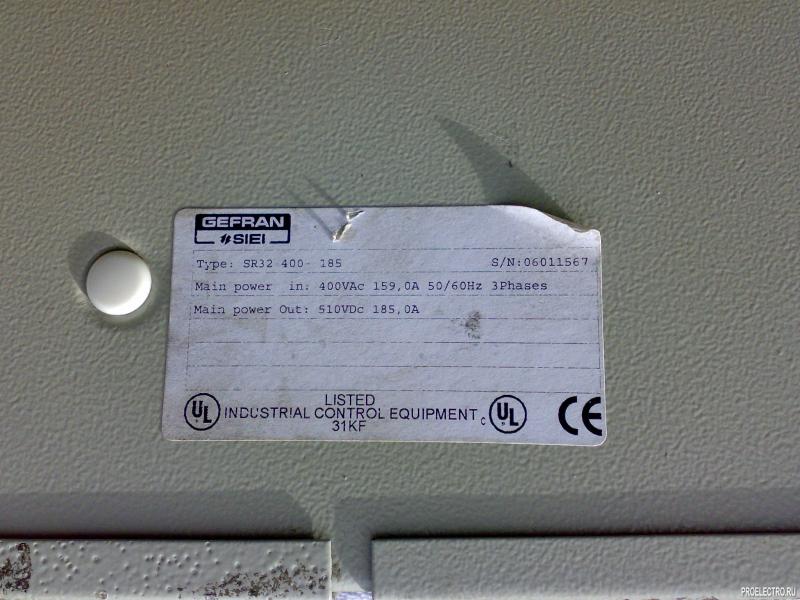 GEFRAN
SIEI
Type: SR32 400- 185 S/N:06011567
Main power in: 400VAc 159,0A 50/60Hz 3Phases
Main power Out: 510VDc 185,0A
LISTED
UL INDUSTRIAL CONTROL EQUIPMENT c UL CE
31KF
PROELECTRO.RU